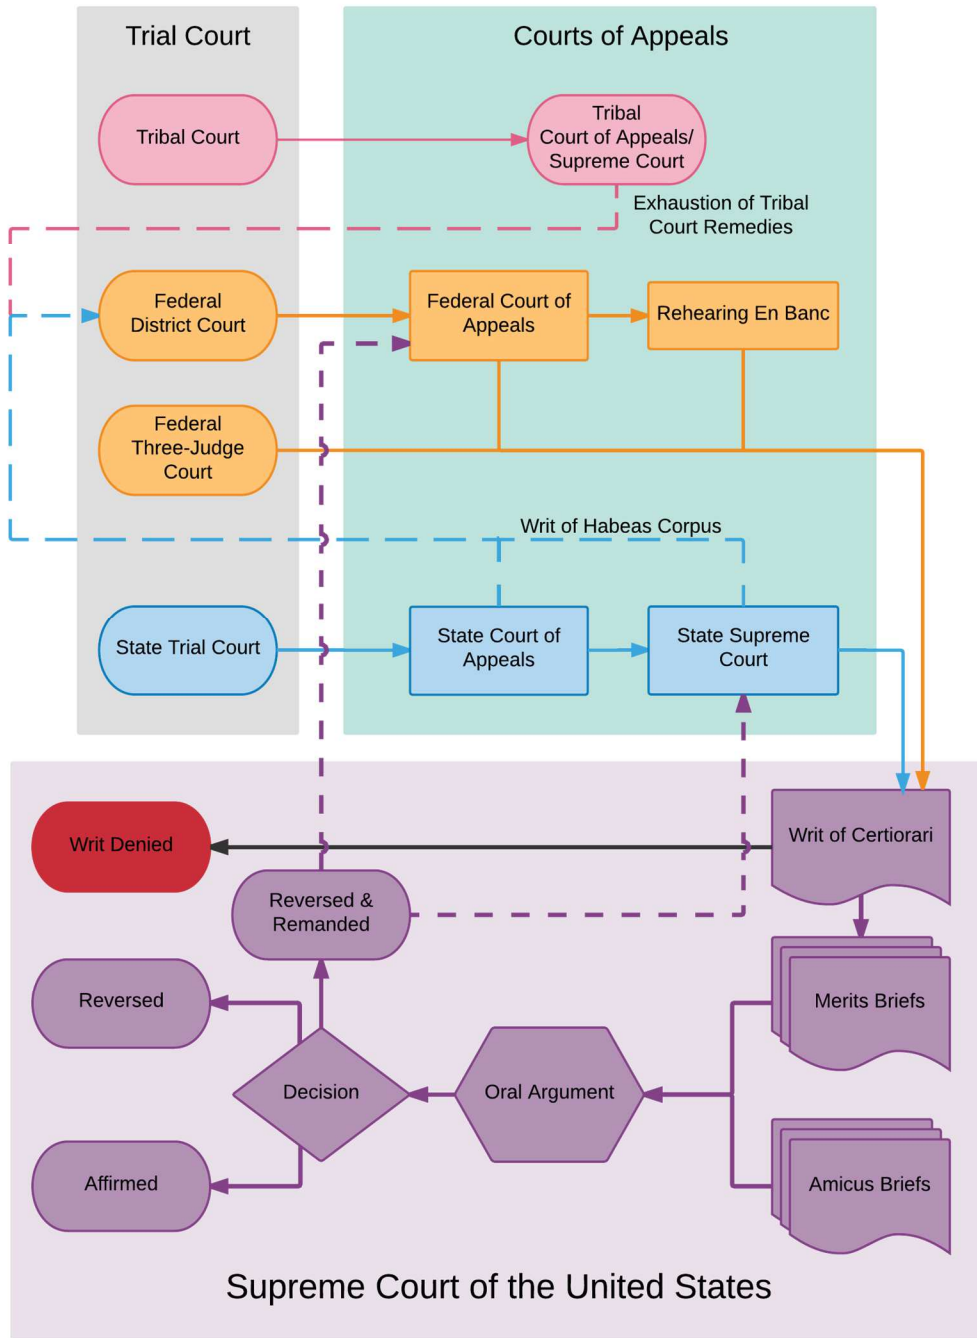 Trial Court
Courts of Appeals
Tribal Court
Tribal
Court of Appeals/
Supreme Court
Exhaustion of Tribal
Court Remedies
Federal
District Court
Federal Court of
Appeals
Rehearing En Banc
Federal
Three-Judge
Court
Writ of Habeas Corpus
State Trial Court
State Court of
Appeals
State Supreme
Court
Writ Denied
Writ of Certiorari
Reversed &
Remanded
Reversed
Merits Briefs
Decision
Oral Argument
Affirmed
Amicus Briefs
Supreme Court of the United States